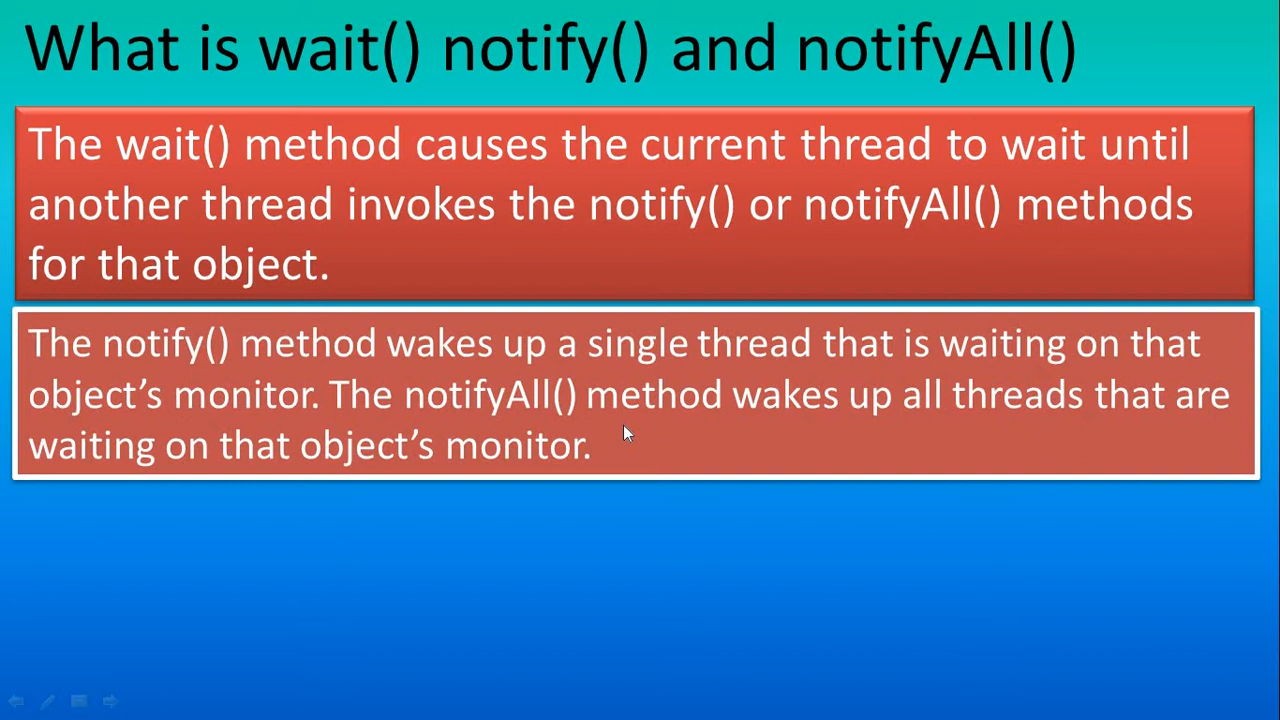 What is wait() notify() and notifyAll()
The wait() method causes the current thread to wait until
another thread invokes the notify() or notifyAll() methods
for that object.
The notify() method wakes up a single thread that is waiting on that
object’s monitor. The notifyAll() method wakes up all threads that are
waiting on that object’s monitor.